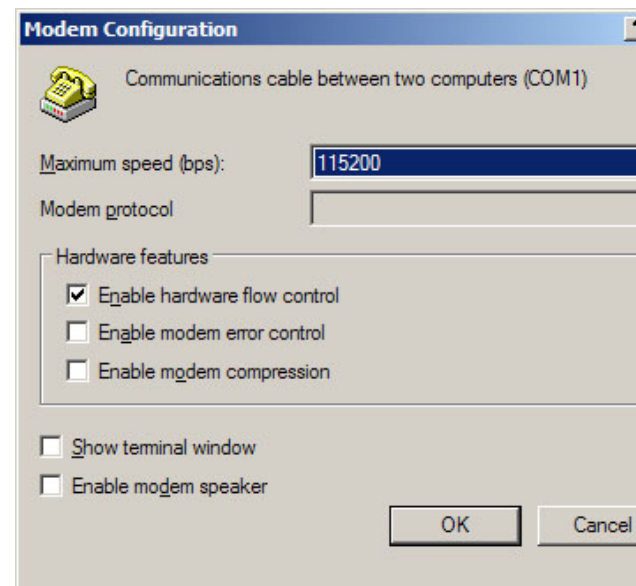 Modem Configuration
Communications cable between two computers (COM1)
Maximum speed (bps):
115200
Modem protocol
Hardware features
Enable hardware flow control
Enable modem error control
Enable modem compression
Show terminal window
Enable modem speaker
OK
Cancel